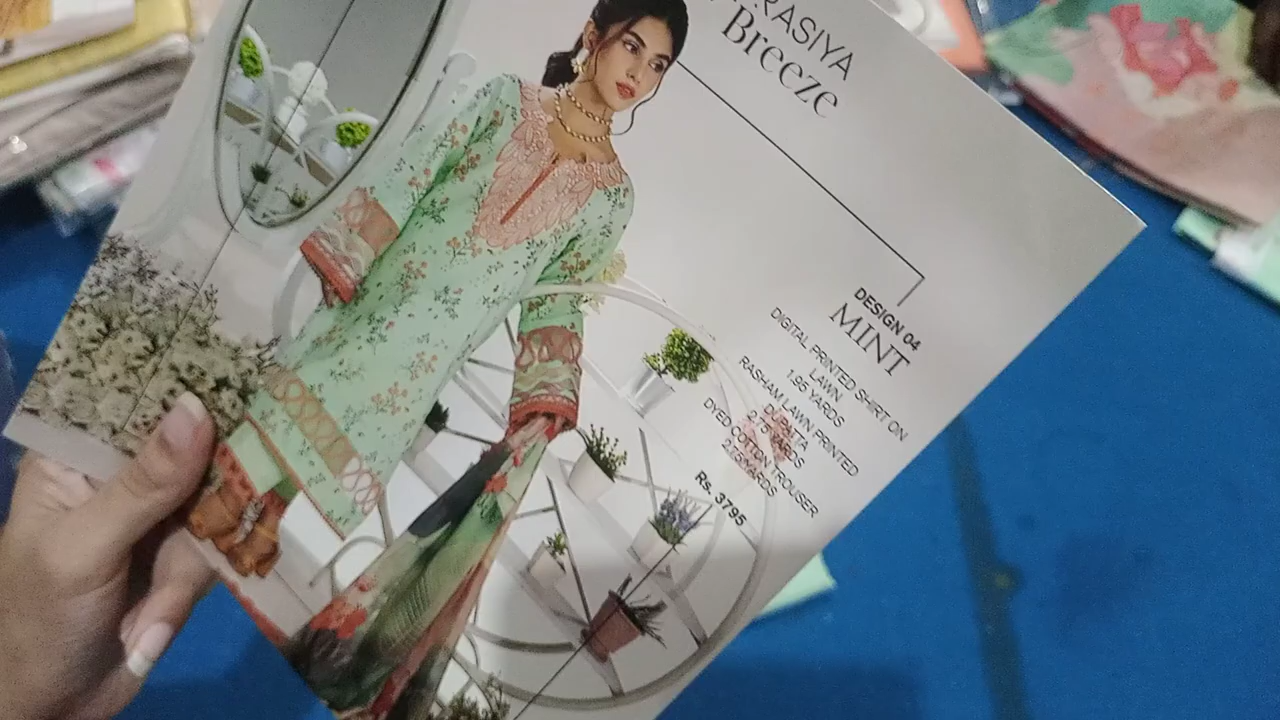 RASIYA
Breeze
DESIGN 04
MINT
DIGITAL PRINTED SHIRT ON
LAWN
1.95 YARDS
RASHAM LAWN PRINTED
2.75 YARDS
DYED COTTON TROUSER
2.75 YARDS
Rs. 3795